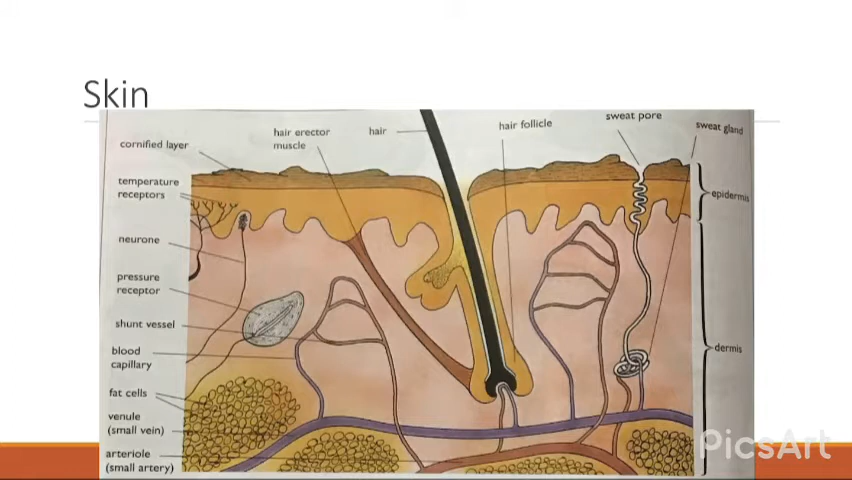 Skin
hair erector
muscle
hair
hair follicle
sweat pore
sweat gland
cornified layer
temperature
receptors
epidermis
neurone
pressure
receptor
shunt vessel
blood
capillary
dermis
fat cells
venule
(small vein)
arteriole
(small artery)
PicsArt